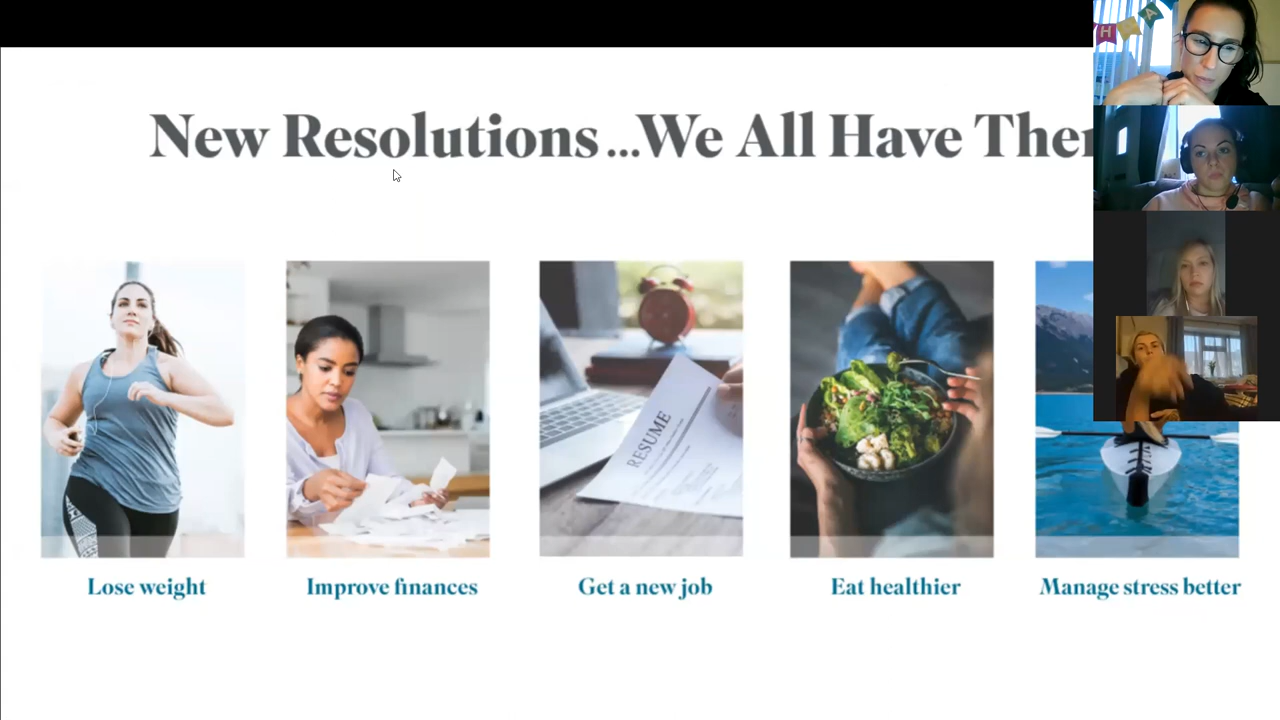 New Resolutions...We All Have Ther
H A
RESUME
Lose weight
Improve finances
Get a new job
Eat healthier
Manage stress better